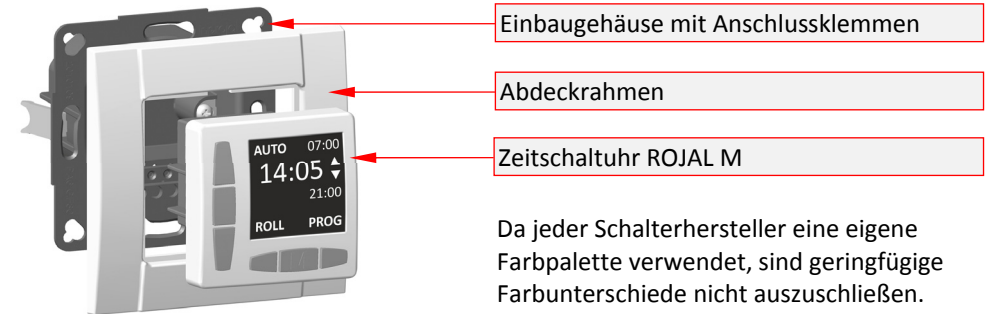 Einbaugehäuse mit Anschlussklemmen
Abdeckrahmen
Zeitschaltuhr ROJAL M
AUTO 07:00
14:05
21:00
ROLL PROG
Da jeder Schalterhersteller eine eigene
Farbpalette verwendet, sind geringfügige
Farbunterschiede nicht auszuschließen.